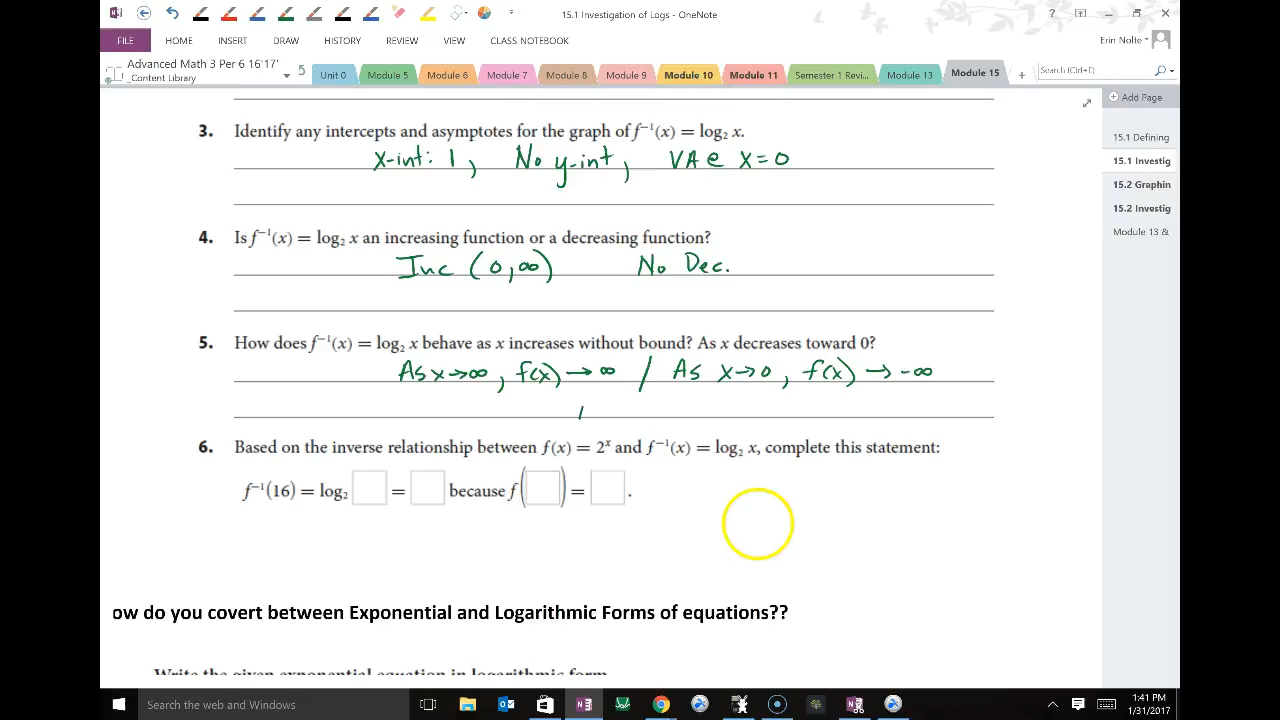 15.1 Investigation of Logs - OneNote
FILE HOME INSERT DRAW HISTORY REVIEW VIEW CLASS NOTEBOOK Erin Nolte
Advanced Math 3 Per 6 16'17'
_Content Library
Unit 0 Module 5 Module 6 Module 7 Module 8 Module 9 Module 10 Module 11 Semester 1 Revi... Module 13 Module 15 Search (Ctrl+E)
Add Page
15.1 Defining
15.1 Investig
15.2 Graphin
15.2 Investig
Module 13 &
3. Identify any intercepts and asymptotes for the graph of f⁻¹(x) = log₂ x.
x-int: 1, No y-int, VA @ x=0
4. Is f⁻¹(x) = log₂ x an increasing function or a decreasing function?
Inc (0,∞) No Dec.
5. How does f⁻¹(x) = log₂ x behave as x increases without bound? As x decreases toward 0?
As x→∞, f(x)→∞ / As x→0, f(x)→-∞
6. Based on the inverse relationship between f(x) = 2ˣ and f⁻¹(x) = log₂ x, complete this statement:
f⁻¹(16) = log₂ = because f( ) = .
ow do you covert between Exponential and Logarithmic Forms of equations??
Write the given exponential equation in logarithmic form
Search the web and Windows
1:41 PM
1/31/2017